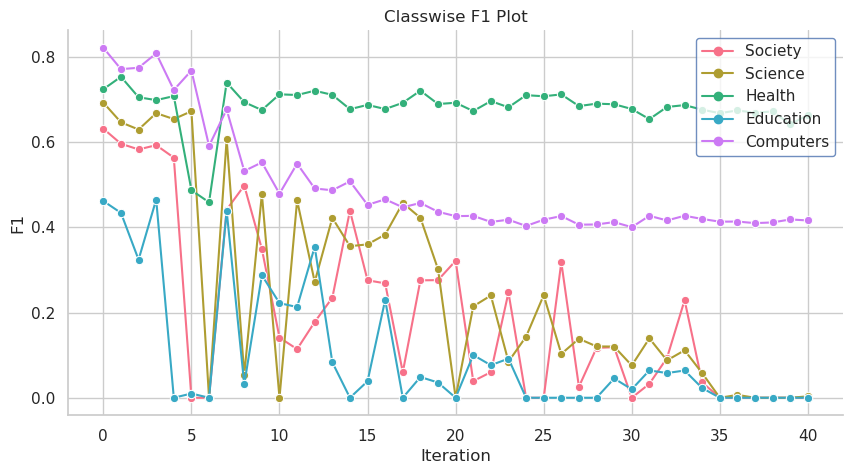 Classwise F1 Plot
Society
Science
Health
Education
Computers
F1
0.8
0.6
0.4
0.2
0.0
0 5 10 15 20 25 30 35 40
Iteration